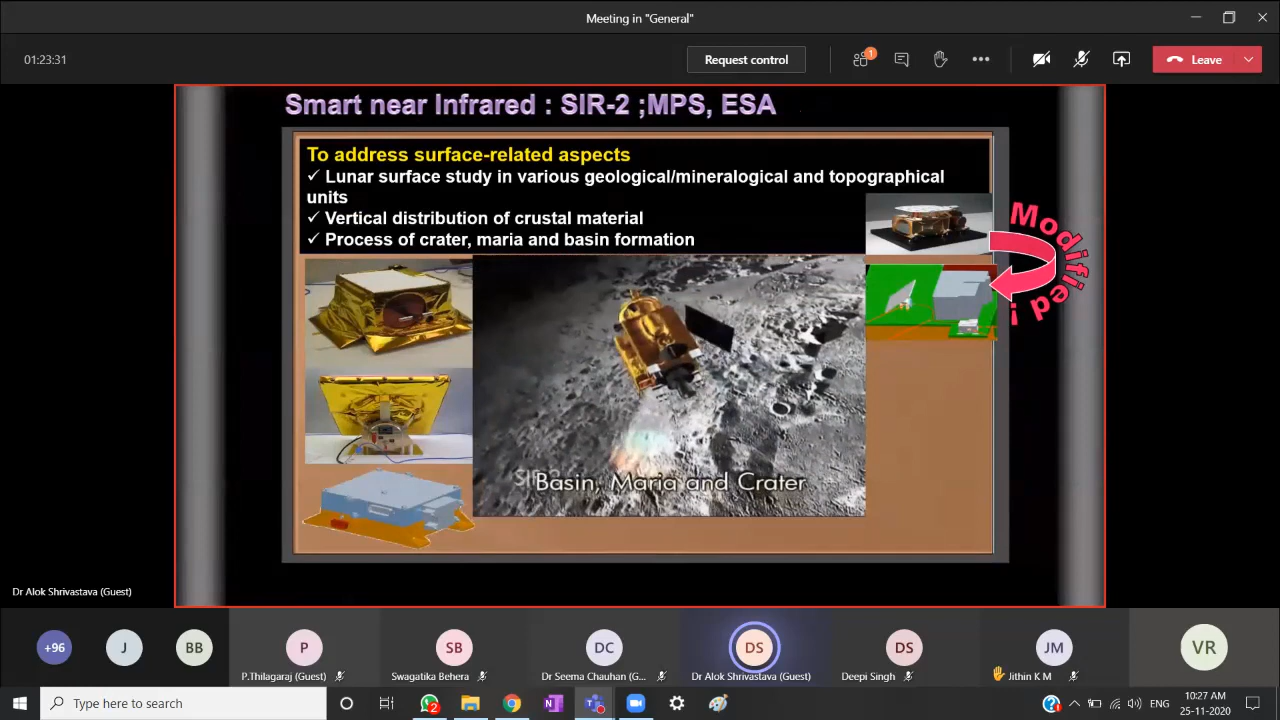 Meeting in "General"
01:23:31
Request control
1
Leave
Smart near Infrared : SIR-2 ;MPS, ESA
To address surface-related aspects
✓ Lunar surface study in various geological/mineralogical and topographical
units
✓ Vertical distribution of crustal material
✓ Process of crater, maria and basin formation
Modified !
Basin, Maria and Crater
Dr Alok Shrivastava (Guest)
+96
J
BB
P
SB
DC
DS
DS
JM
VR
P.Thilagaraj (Guest)
Swagatika Behera
Dr Seema Chauhan (G...
Dr Alok Shrivastava (Guest)
Deepi Singh
Jithin K M
Type here to search
2
ENG
10:27 AM
25-11-2020